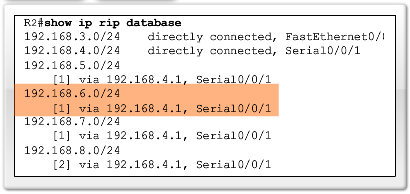 R2#show ip rip database
192.168.3.0/24 directly connected, FastEthernet0/
192.168.4.0/24 directly connected, Serial0/0/1
192.168.5.0/24
[1] via 192.168.4.1, Serial0/0/1
192.168.6.0/24
[1] via 192.168.4.1, Serial0/0/1
192.168.7.0/24
[1] via 192.168.4.1, Serial0/0/1
192.168.8.0/24
[2] via 192.168.4.1, Serial0/0/1